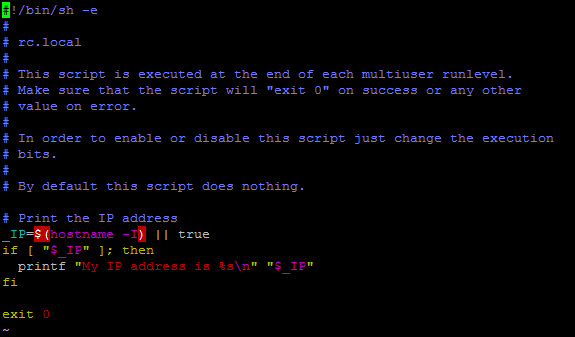 #!/bin/sh -e
#
# rc.local
#
# This script is executed at the end of each multiuser runlevel.
# Make sure that the script will "exit 0" on success or any other
# value on error.
#
# In order to enable or disable this script just change the execution
# bits.
#
# By default this script does nothing.

# Print the IP address
_IP=$(hostname -I) || true
if [ "$_IP" ]; then
  printf "My IP address is %s\n" "$_IP"
fi

exit 0
~